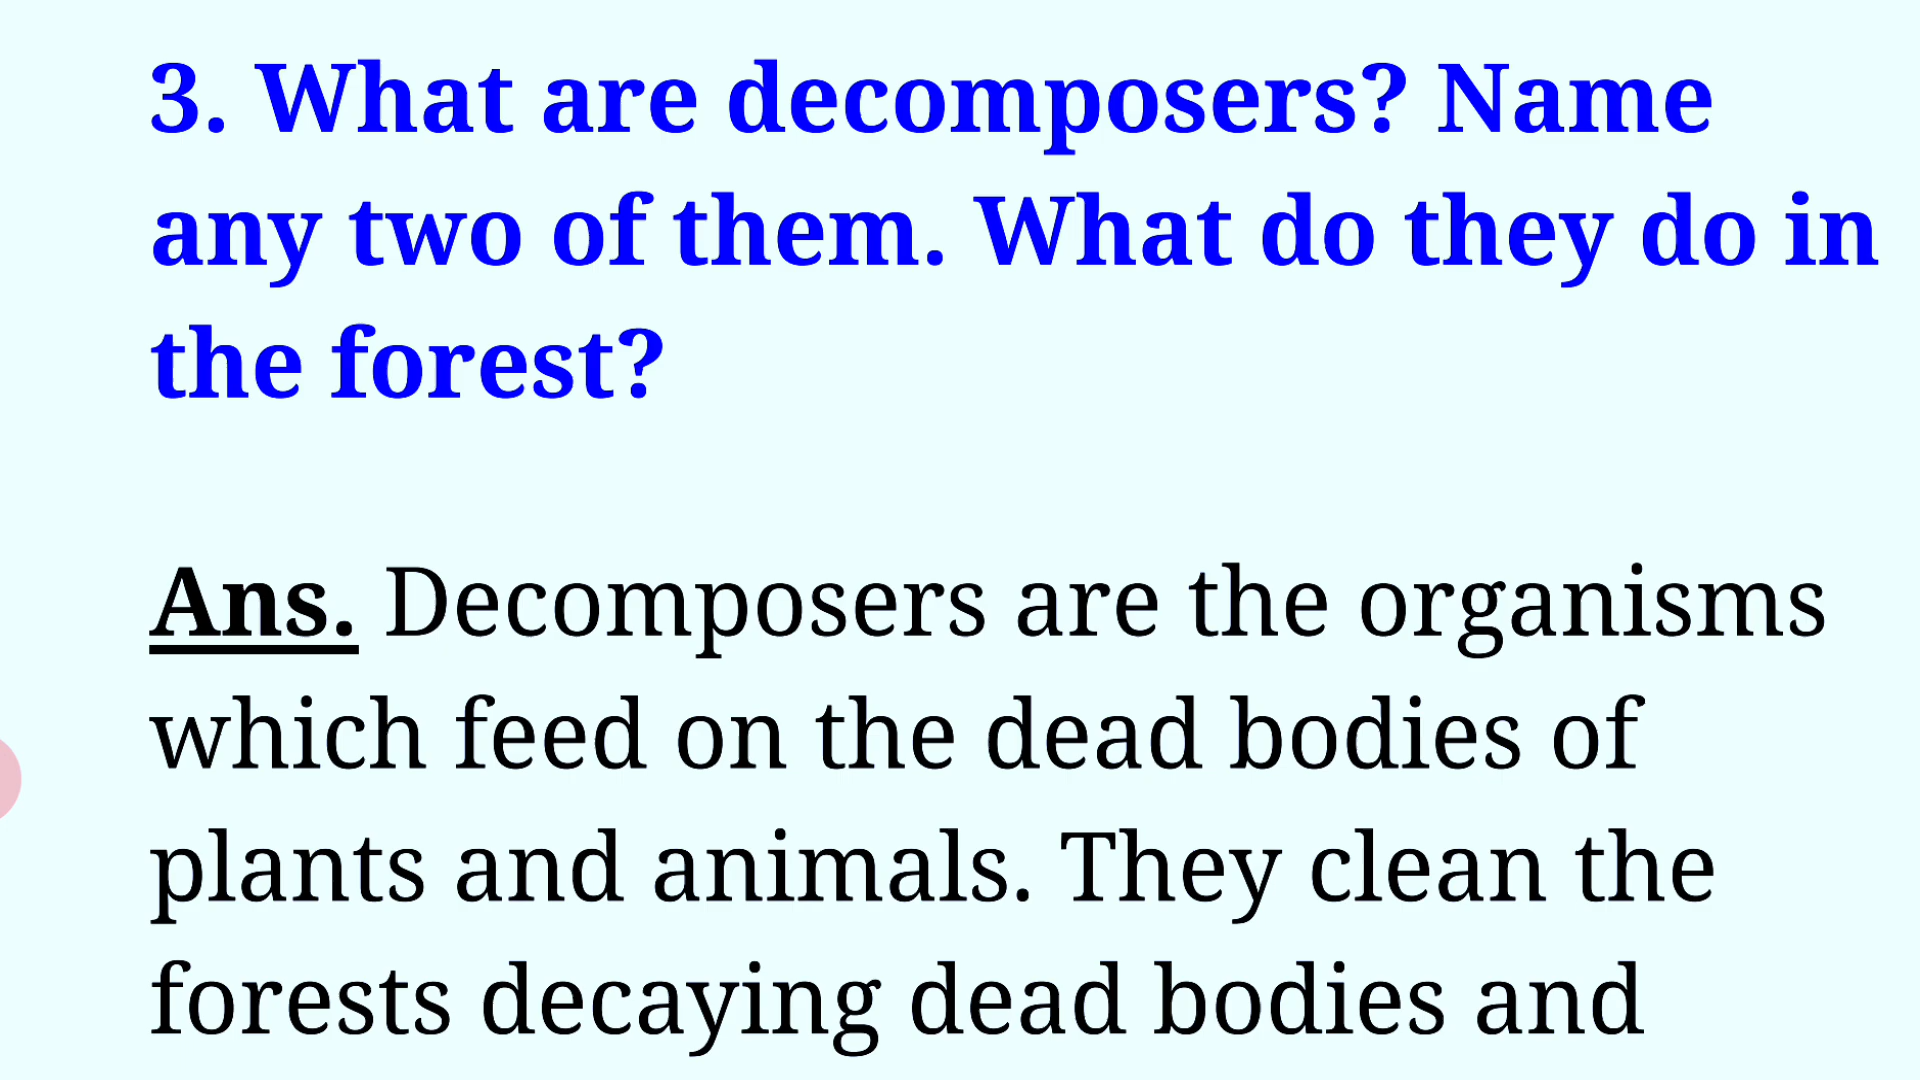 3. What are decomposers? Name
any two of them. What do they do in
the forest?
Ans. Decomposers are the organisms
which feed on the dead bodies of
plants and animals. They clean the
forests decaying dead bodies and